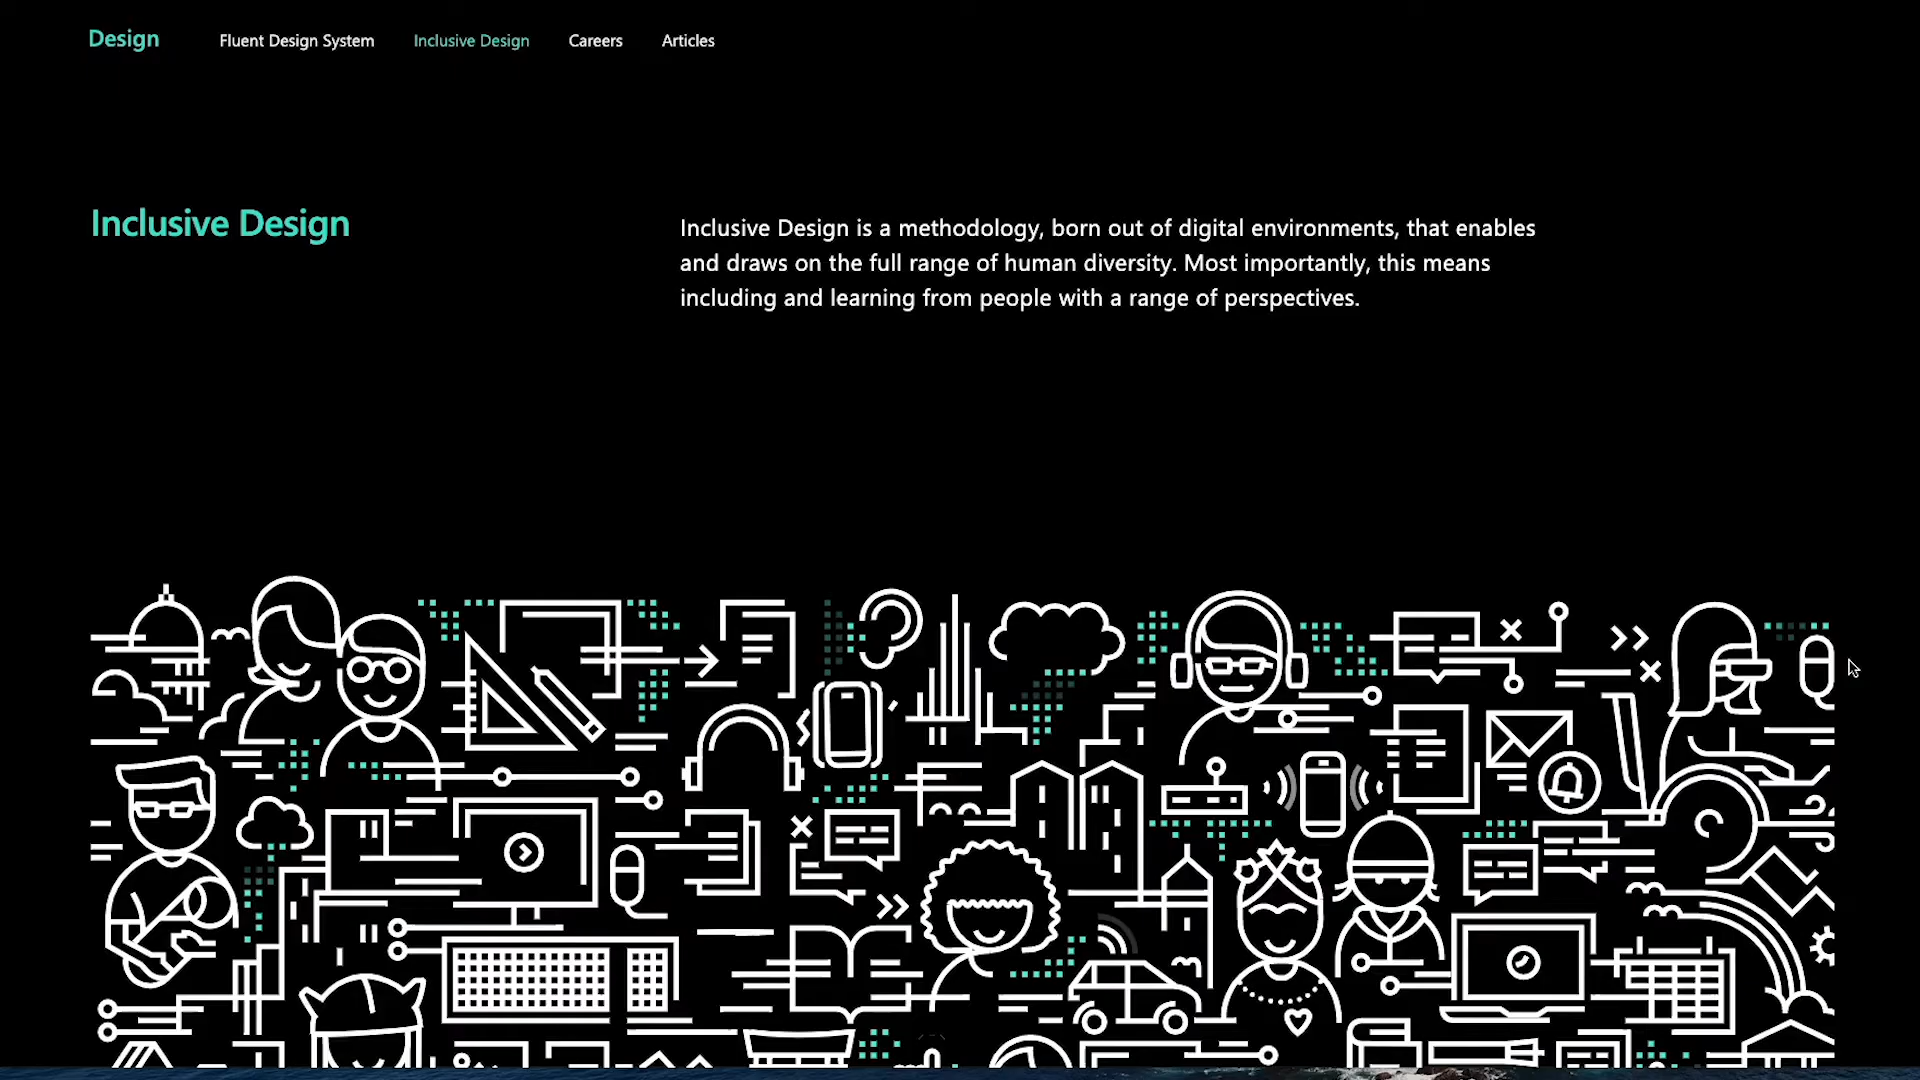 Design
Fluent Design System
Inclusive Design
Careers
Articles
Inclusive Design
Inclusive Design is a methodology, born out of digital environments, that enables
and draws on the full range of human diversity. Most importantly, this means
including and learning from people with a range of perspectives.